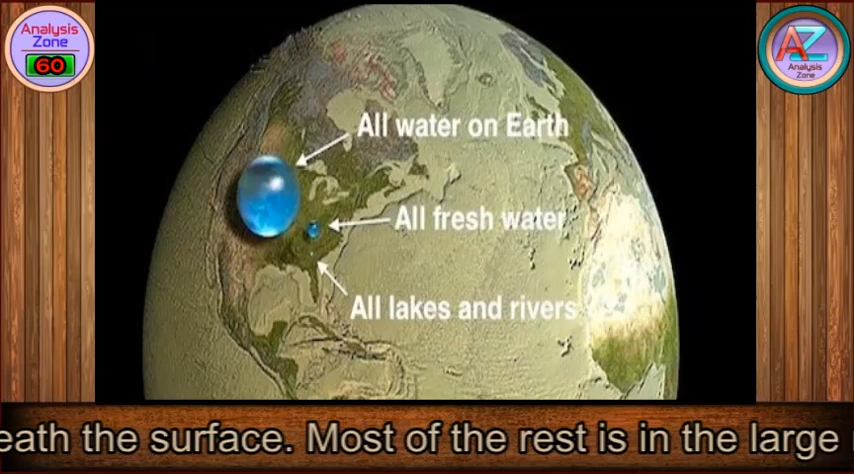 Analysis
Zone
60
AZ
Analysis
Zone
All water on Earth
All fresh water
All lakes and rivers
the surface. Most of the rest is in the large